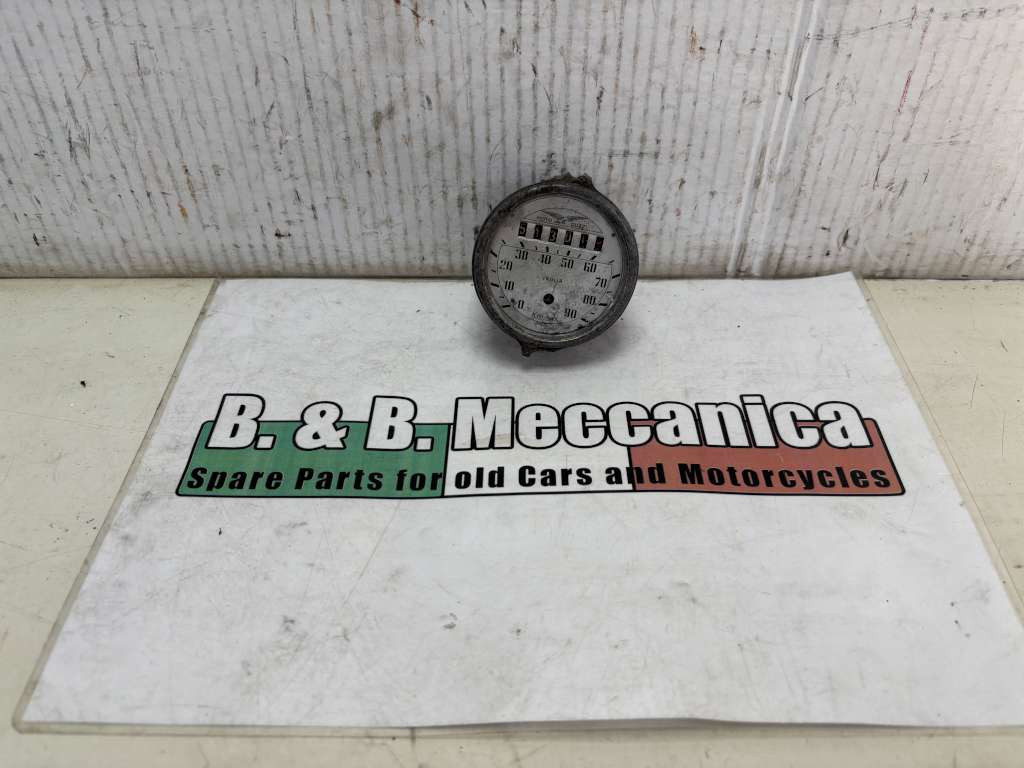 30 40 50 60
20 70
10 80
0 90
B. & B. Meccanica
Spare Parts for old Cars and Motorcycles